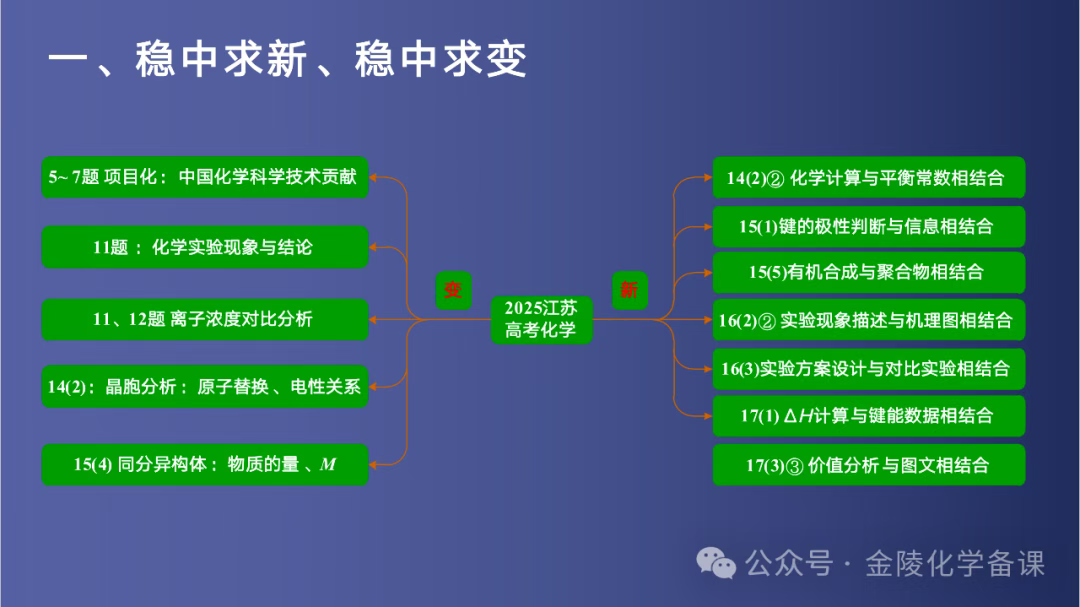 一、稳中求新、稳中求变
5~ 7题 项目化： 中国化学科学技术贡献
11题 ： 化学实验现象与结论
11、12题 离子浓度对比分析
14(2)： 晶胞分析 ： 原子替换 、电性关系
15(4) 同分异构体 ： 物质的量 、M
变
2025江苏
高考化学
新
14(2)② 化学计算与平衡常数相结合
15(1)键的极性判断与信息相结合
15(5)有机合成与聚合物相结合
16(2)② 实验现象描述与机理图相结合
16(3)实验方案设计与对比实验相结合
17(1) ΔH计算与键能数据相结合
17(3)③ 价值分析 与图文相结合
公众号 · 金陵化学备课